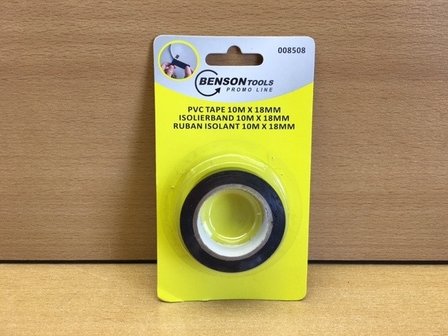 008508
BENSON TOOLS
PROMO LINE
PVC TAPE 10M X 18MM
ISOLIERBAND 10M X 18MM
RUBAN ISOLANT 10M X 18MM